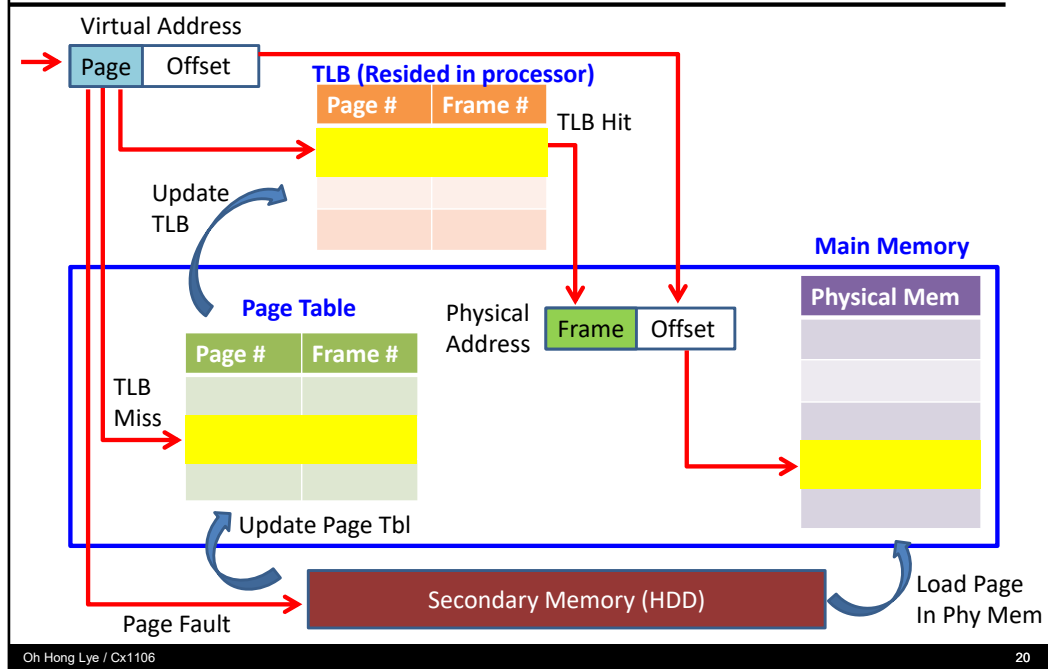 Virtual Address
Page
Offset
TLB (Resided in processor)
Page #
Frame #
TLB Hit
Update
TLB
Main Memory
Page Table
Physical
Address
Frame
Offset
Physical Mem
Page #
Frame #
TLB
Miss
Update Page Tbl
Secondary Memory (HDD)
Load Page
In Phy Mem
Page Fault
Oh Hong Lye / Cx1106
20